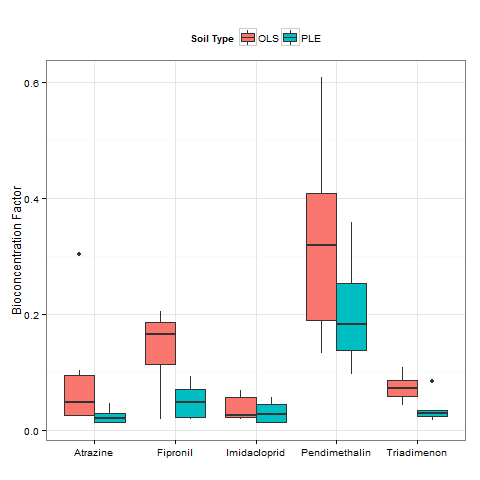 Soil Type OLS PLE
Bioconcentration Factor
0.6
0.4
0.2
0.0
Atrazine Fipronil Imidacloprid Pendimethalin Triadimenon